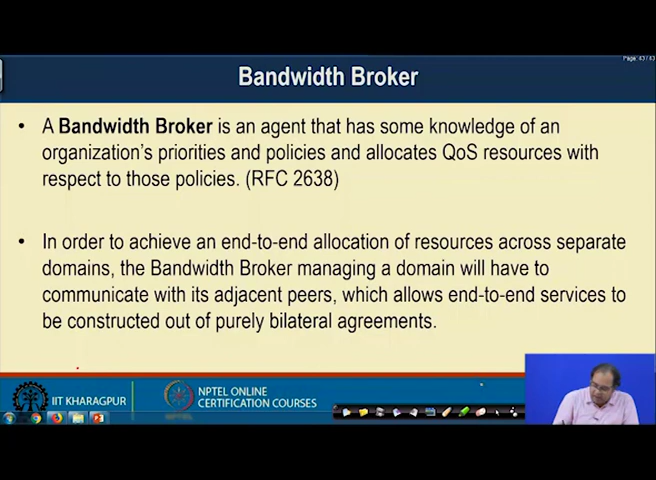 Page: 43/43
Bandwidth Broker
• A Bandwidth Broker is an agent that has some knowledge of an
organization's priorities and policies and allocates QoS resources with
respect to those policies. (RFC 2638)
• In order to achieve an end-to-end allocation of resources across separate
domains, the Bandwidth Broker managing a domain will have to
communicate with its adjacent peers, which allows end-to-end services to
be constructed out of purely bilateral agreements.
IIT KHARAGPUR
NPTEL ONLINE
CERTIFICATION COURSES